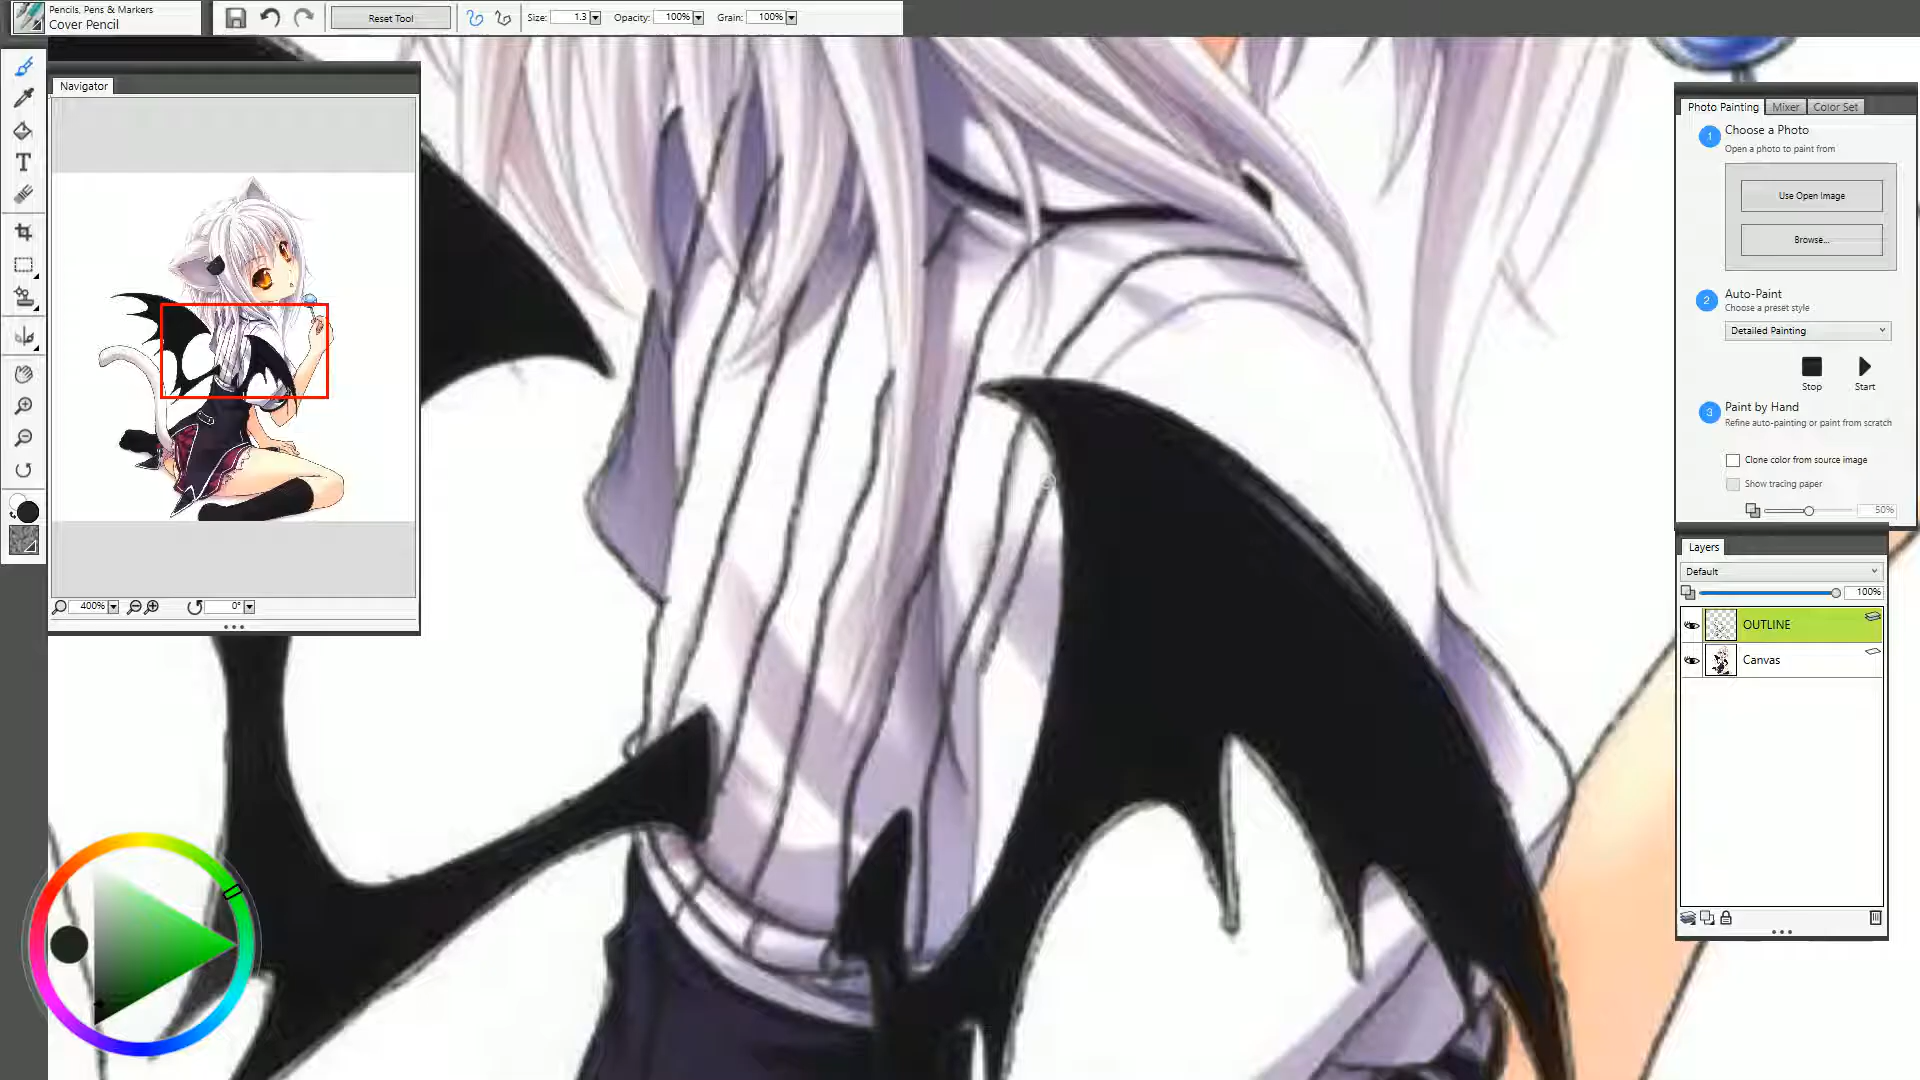 Pencils, Pens & Markers
Cover Pencil
Reset Tool
Size: 1.3
Opacity: 100%
Grain: 100%
Navigator
400%
0°
Photo Painting
Mixer
Color Set
1
Choose a Photo
Open a photo to paint from
Use Open Image
Browse...
2
Auto-Paint
Choose a preset style
Detailed Painting
Stop
Start
3
Paint by Hand
Refine auto-painting or paint from scratch
Clone color from source image
Show tracing paper
50%
Layers
Default
100%
OUTLINE
Canvas